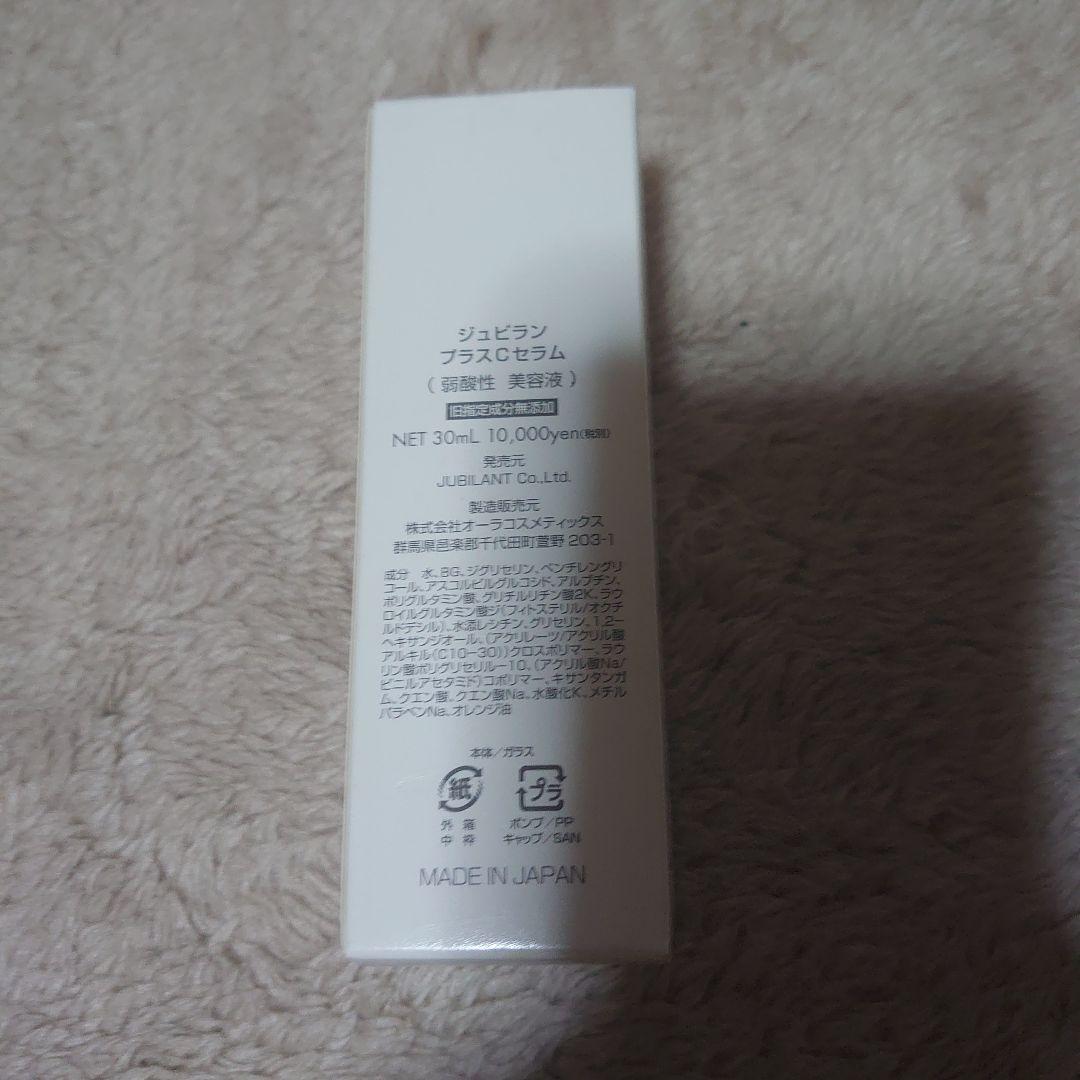 ジュビラン
プラスCセラム
(弱酸性 美容液)
旧指定成分無添加
NET 30mL 10,000yen(税別)
発売元
JUBILANT Co.,Ltd.
製造販売元
株式会社オーラコスメティックス
群馬県邑楽郡千代田町萱野 203-1
成分 水、BG、ジグリセリン、ペンチレングリ
コール、アスコルビルグルコシド、アルブチン、
ポリグルタミン酸、グリチルリチン酸2K、ラウ
ロイルグルタミン酸ジ(フィトステリル/オクチ
ルドデシル)、水添レシチン、グリセリン、1,2-
ヘキサンジオール、(アクリレーツ/アクリル酸
アルキル(C10-30))クロスポリマー、ラウ
リン酸ポリグリセリル-10、(アクリル酸Na/
ビニルアセタミド)コポリマー、キサンタンガ
ム、クエン酸、クエン酸Na、水酸化K、メチル
パラベンNa、オレンジ油
本体/ガラス
紙 プラ
外箱 ポンプ/PP
中枠 キャップ/SAN
MADE IN JAPAN